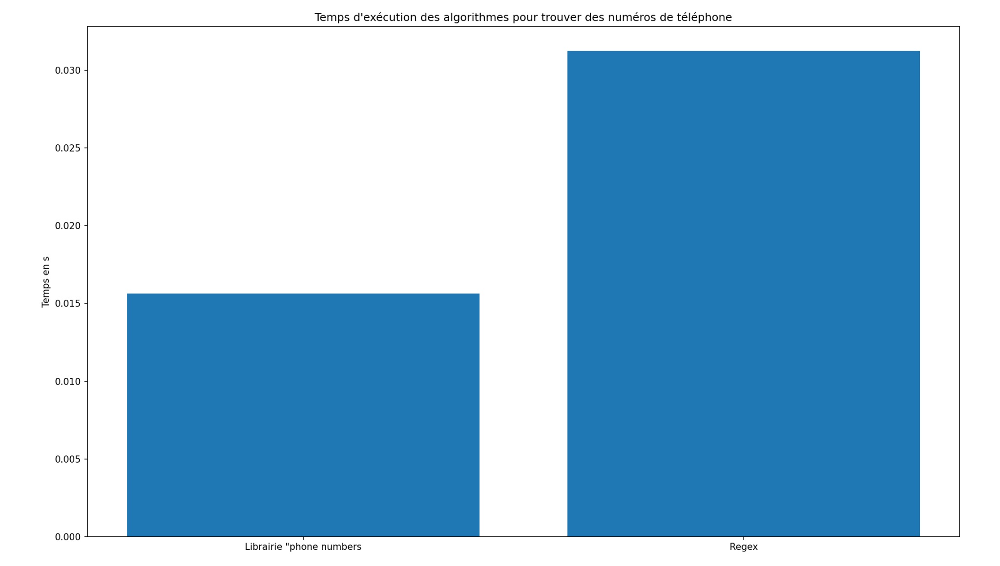 Temps d'exécution des algorithmes pour trouver des numéros de téléphone
0.030
0.025
0.020
0.015
0.010
0.005
0.000
Temps en s
Librairie "phone numbers
Regex